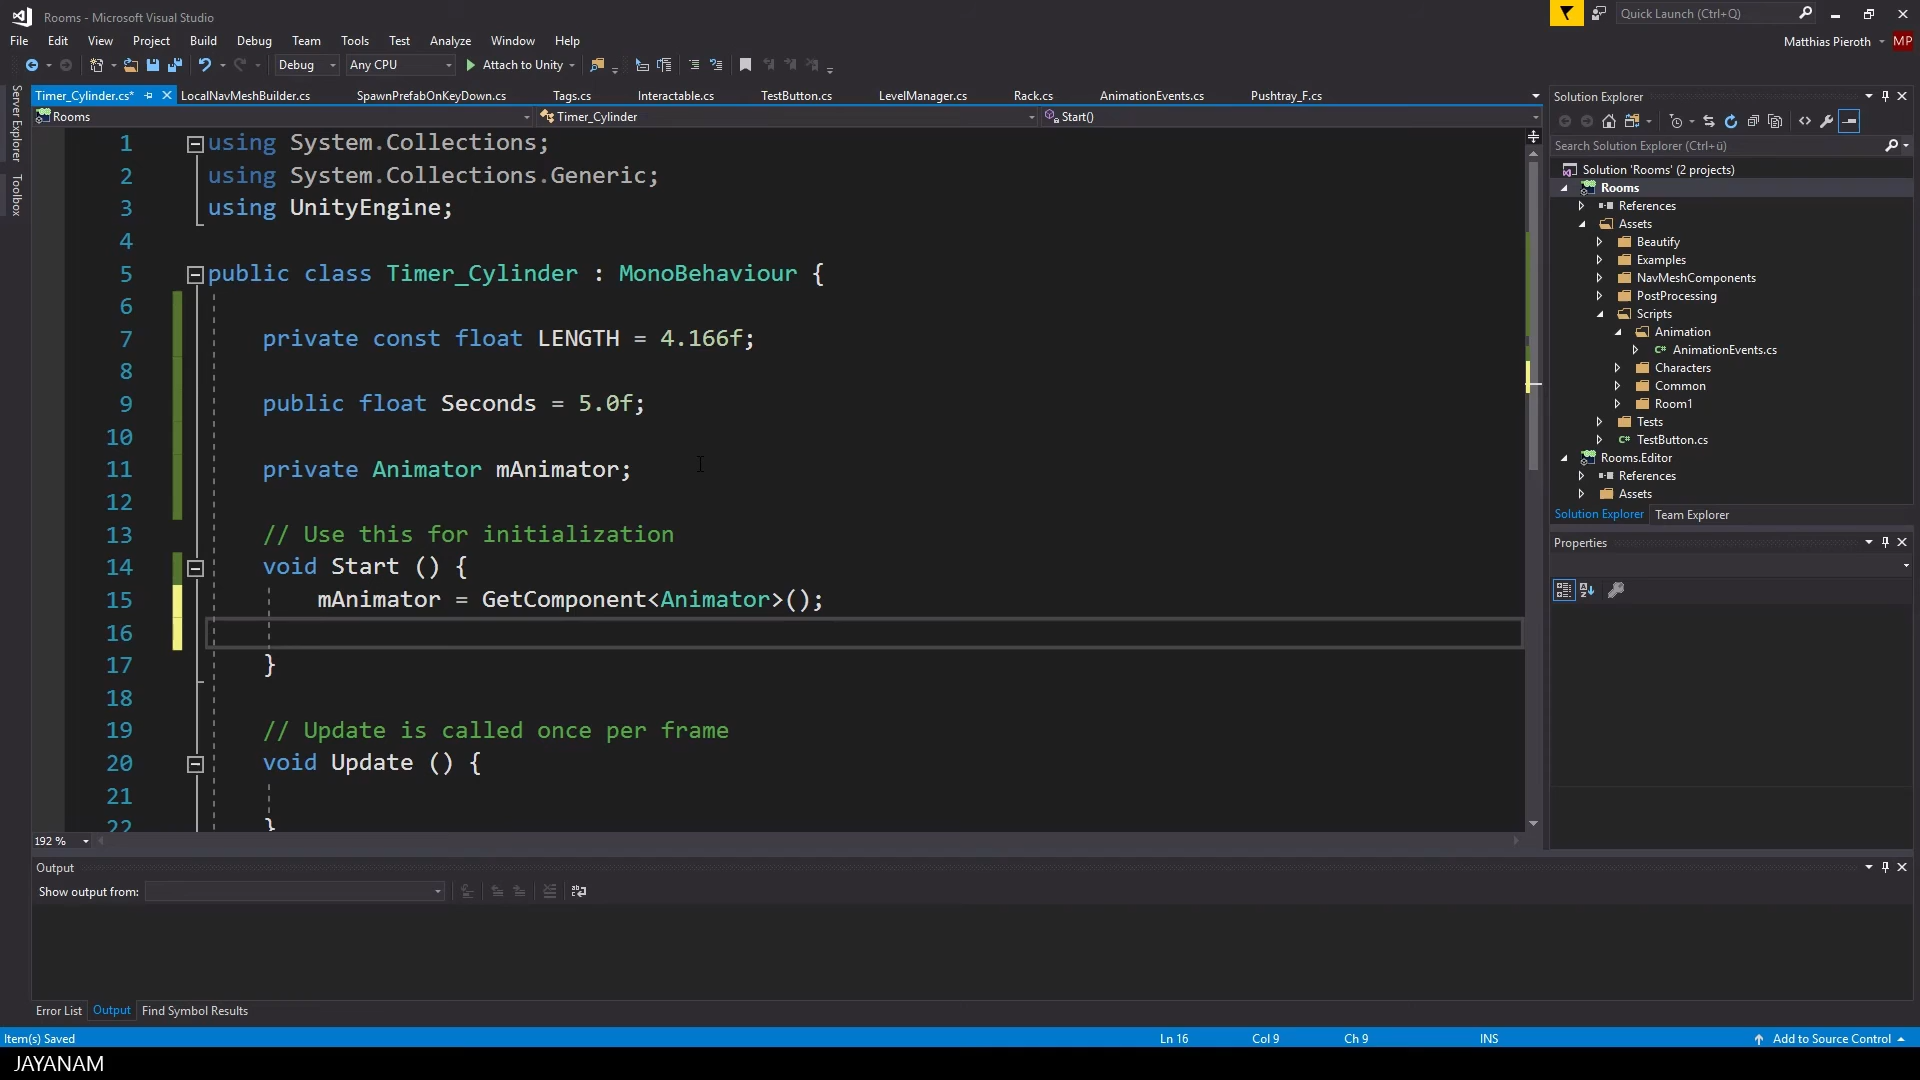 Rooms - Microsoft Visual Studio
Quick Launch (Ctrl+Q)
File Edit View Project Build Debug Team Tools Test Analyze Window Help
Matthias Pieroth MP
Debug Any CPU Attach to Unity
Server Explorer
Toolbox
Timer_Cylinder.cs* LocalNavMeshBuilder.cs SpawnPrefabOnKeyDown.cs Tags.cs Interactable.cs TestButton.cs LevelManager.cs Rack.cs AnimationEvents.cs Pushtray_F.cs
Rooms Timer_Cylinder Start()
1 using System.Collections;
2 using System.Collections.Generic;
3 using UnityEngine;
4
5 public class Timer_Cylinder : MonoBehaviour {
6
7 private const float LENGTH = 4.166f;
8
9 public float Seconds = 5.0f;
10
11 private Animator mAnimator;
12
13 // Use this for initialization
14 void Start () {
15 mAnimator = GetComponent<Animator>();
16
17 }
18
19 // Update is called once per frame
20 void Update () {
21
22 }
192 %
Solution Explorer
Search Solution Explorer (Ctrl+ü)
Solution 'Rooms' (2 projects)
Rooms
References
Assets
Beautify
Examples
NavMeshComponents
PostProcessing
Scripts
Animation
C# AnimationEvents.cs
Characters
Common
Room1
Tests
C# TestButton.cs
Rooms.Editor
References
Assets
Solution Explorer Team Explorer
Properties
Output
Show output from:
Error List Output Find Symbol Results
Item(s) Saved Ln 16 Col 9 Ch 9 INS Add to Source Control
JAYANAM